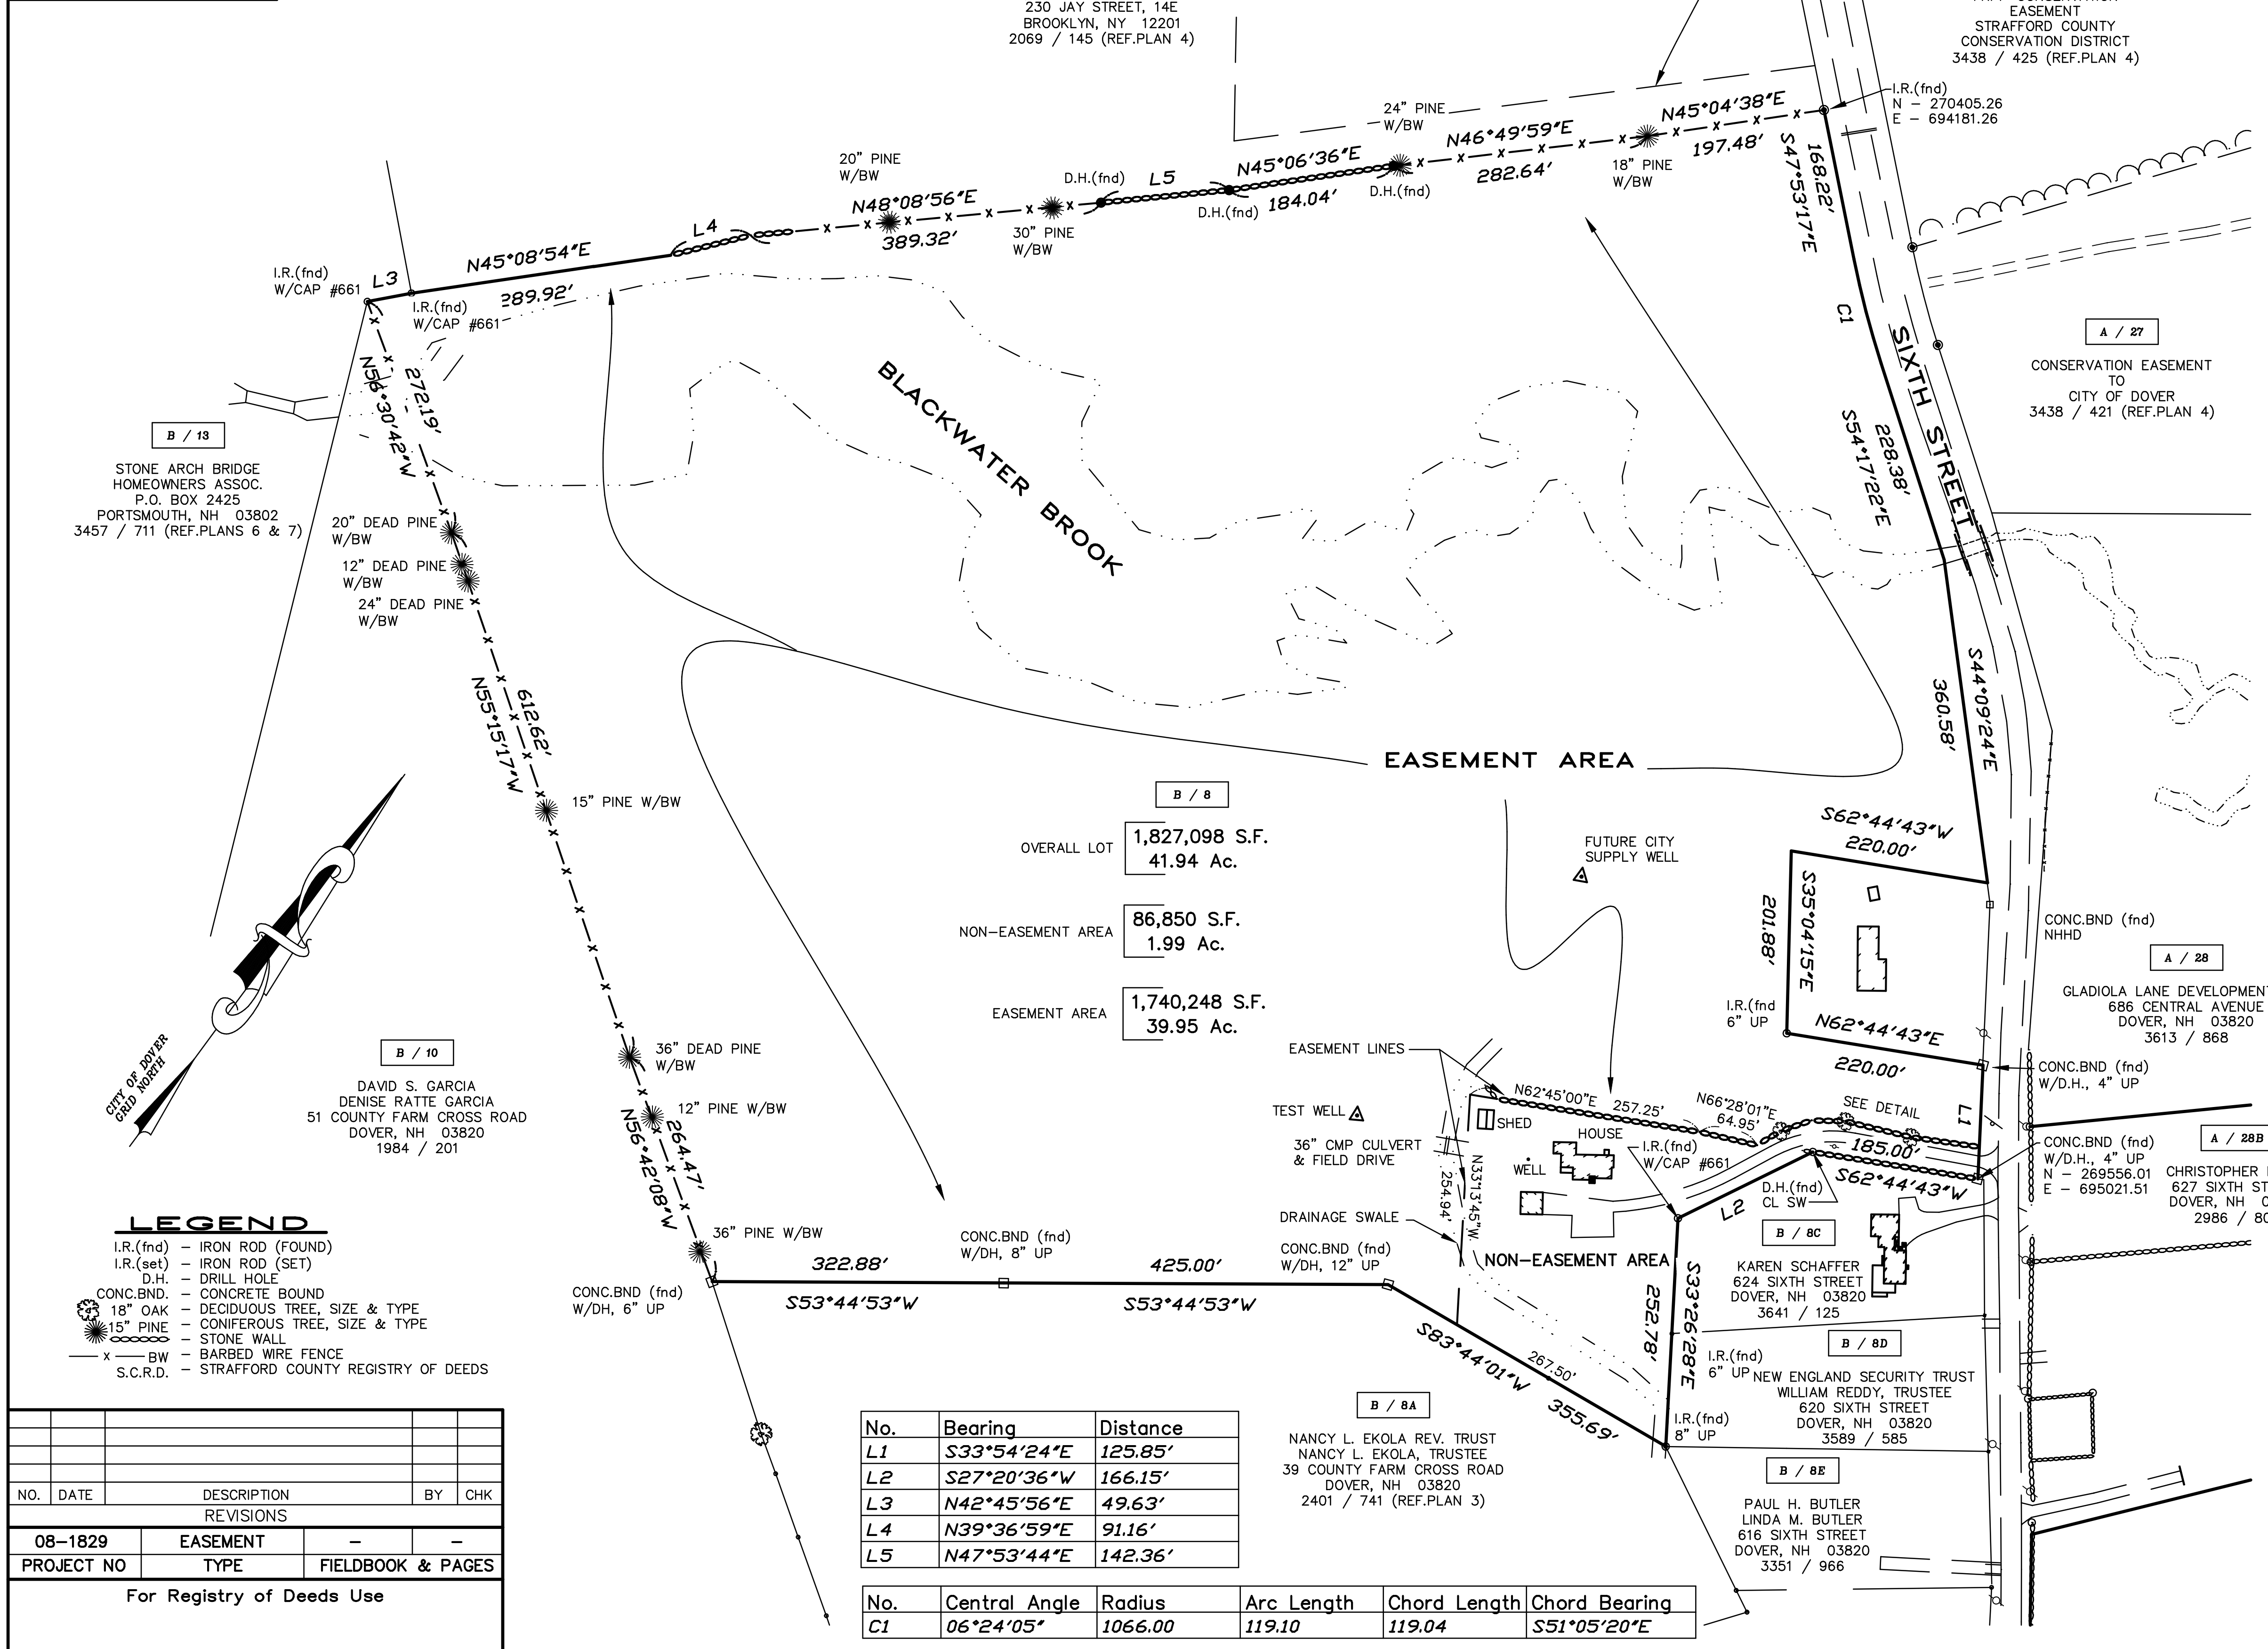 230 JAY STREET, 14E
BROOKLYN, NY 12201
2069 / 145 (REF.PLAN 4)
EASEMENT
STRAFFORD COUNTY
CONSERVATION DISTRICT
3438 / 425 (REF.PLAN 4)
I.R.(fnd)
N – 270405.26
E – 694181.26
24" PINE
W/BW
N45°04'38"E
197.48'
N46°49'59"E
282.64'
18" PINE
W/BW
N45°06'36"E
184.04'
D.H.(fnd)
L5
D.H.(fnd)
D.H.(fnd)
20" PINE
W/BW
N48°08'56"E
389.32'
30" PINE
W/BW
L4
N45°08'54"E
289.92'
L3
I.R.(fnd)
W/CAP #661
I.R.(fnd)
W/CAP #661
168.22'
S47°53'17"E
C1
SIXTH STREET
228.38'
S54°17'22"E
S44°09'24"E
360.58'
A / 27
CONSERVATION EASEMENT
TO
CITY OF DOVER
3438 / 421 (REF.PLAN 4)
BLACKWATER BROOK
272.19'
N56°30'42"W
B / 13
STONE ARCH BRIDGE
HOMEOWNERS ASSOC.
P.O. BOX 2425
PORTSMOUTH, NH 03802
3457 / 711 (REF.PLANS 6 & 7)
20" DEAD PINE
W/BW
12" DEAD PINE
W/BW
24" DEAD PINE
W/BW
612.62'
N55°15'17"W
15" PINE W/BW
EASEMENT AREA
B / 8
OVERALL LOT
1,827,098 S.F.
41.94 Ac.
NON–EASEMENT AREA
86,850 S.F.
1.99 Ac.
EASEMENT AREA
1,740,248 S.F.
39.95 Ac.
FUTURE CITY
SUPPLY WELL
S62°44'43"W
220.00'
S35°04'15"E
201.88'
I.R.(fnd
6" UP
N62°44'43"E
220.00'
CONC.BND (fnd)
NHHD
A / 28
GLADIOLA LANE DEVELOPMENT
686 CENTRAL AVENUE
DOVER, NH 03820
3613 / 868
CONC.BND (fnd)
W/D.H., 4" UP
L1
CONC.BND (fnd)
W/D.H., 4" UP
N – 269556.01
E – 695021.51
A / 28B
CHRISTOPHER
627 SIXTH ST
DOVER, NH
2986 /
CITY OF DOVER
GRID NORTH
B / 10
DAVID S. GARCIA
DENISE RATTE GARCIA
51 COUNTY FARM CROSS ROAD
DOVER, NH 03820
1984 / 201
36" DEAD PINE
W/BW
12" PINE W/BW
264.47'
N56°42'08"W
36" PINE W/BW
CONC.BND (fnd)
W/DH, 6" UP
322.88'
S53°44'53"W
CONC.BND (fnd)
W/DH, 8" UP
425.00'
S53°44'53"W
CONC.BND (fnd)
W/DH, 12" UP
EASEMENT LINES
TEST WELL
36" CMP CULVERT
& FIELD DRIVE
DRAINAGE SWALE
N62°45'00"E
257.25'
N66°28'01"E
64.95'
SEE DETAIL
185.00'
S62°44'43"W
SHED
HOUSE
WELL
I.R.(fnd)
W/CAP #661
D.H.(fnd)
CL SW
L2
N33°13'45"W
254.94'
NON–EASEMENT AREA
S33°26'28"E
252.78'
S83°44'01"W
267.50'
355.69'
B / 8C
KAREN SCHAFFER
624 SIXTH STREET
DOVER, NH 03820
3641 / 125
B / 8D
I.R.(fnd)
6" UP
NEW ENGLAND SECURITY TRUST
WILLIAM REDDY, TRUSTEE
620 SIXTH STREET
DOVER, NH 03820
3589 / 585
I.R.(fnd)
8" UP
B / 8E
PAUL H. BUTLER
LINDA M. BUTLER
616 SIXTH STREET
DOVER, NH 03820
3351 / 966
B / 8A
NANCY L. EKOLA REV. TRUST
NANCY L. EKOLA, TRUSTEE
39 COUNTY FARM CROSS ROAD
DOVER, NH 03820
2401 / 741 (REF.PLAN 3)
LEGEND
I.R.(fnd) – IRON ROD (FOUND)
I.R.(set) – IRON ROD (SET)
D.H. – DRILL HOLE
CONC.BND. – CONCRETE BOUND
18" OAK – DECIDUOUS TREE, SIZE & TYPE
15" PINE – CONIFEROUS TREE, SIZE & TYPE
– STONE WALL
x BW – BARBED WIRE FENCE
S.C.R.D. – STRAFFORD COUNTY REGISTRY OF DEEDS
NO. DATE DESCRIPTION BY CHK
REVISIONS
08–1829 EASEMENT – –
PROJECT NO TYPE FIELDBOOK & PAGES
For Registry of Deeds Use
No. Bearing Distance
L1 S33°54'24"E 125.85'
L2 S27°20'36"W 166.15'
L3 N42°45'56"E 49.63'
L4 N39°36'59"E 91.16'
L5 N47°53'44"E 142.36'
No. Central Angle Radius Arc Length Chord Length Chord Bearing
C1 06°24'05" 1066.00 119.10 119.04 S51°05'20"E